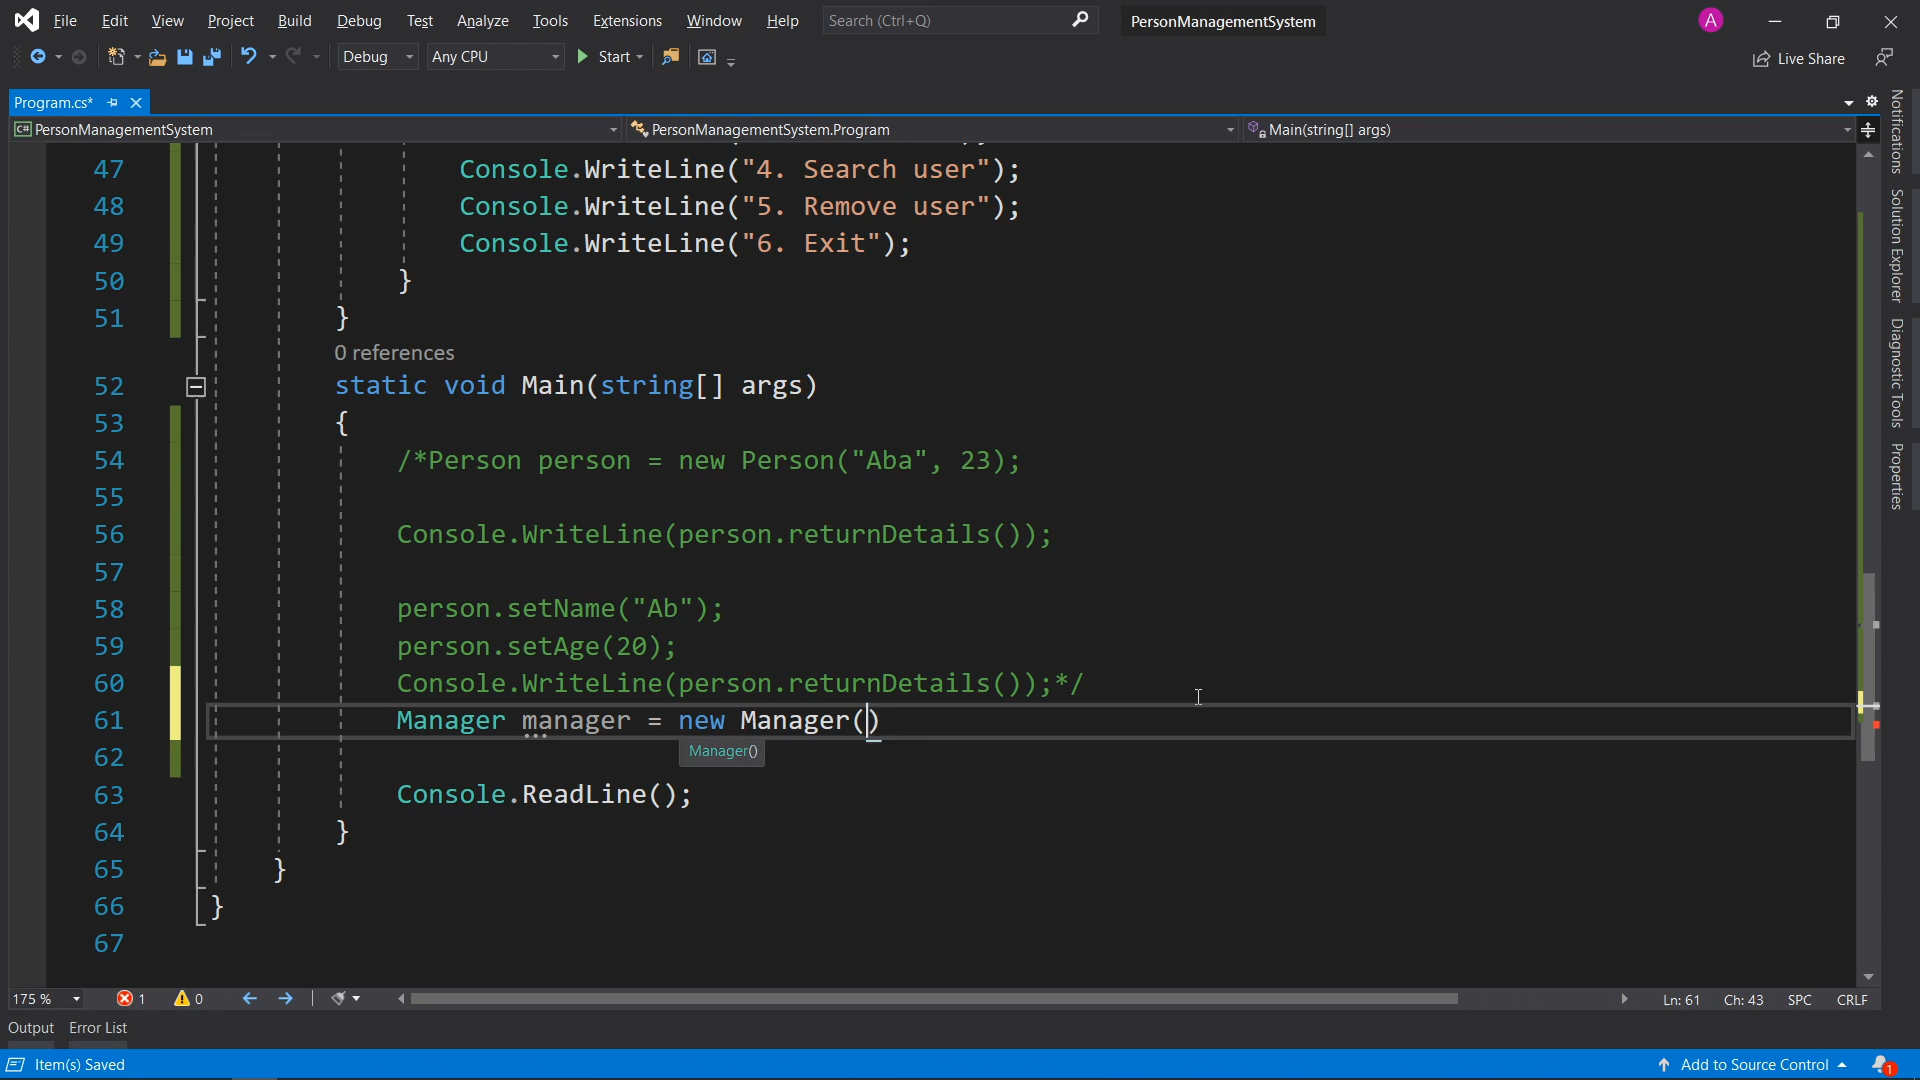 File Edit View Project Build Debug Test Analyze Tools Extensions Window Help Search (Ctrl+Q) PersonManagementSystem A
Debug Any CPU Start Live Share
Program.cs*
C# PersonManagementSystem PersonManagementSystem.Program Main(string[] args)
47 Console.WriteLine("4. Search user");
48 Console.WriteLine("5. Remove user");
49 Console.WriteLine("6. Exit");
50 }
51 }
0 references
52 static void Main(string[] args)
53 {
54 /*Person person = new Person("Aba", 23);
55
56 Console.WriteLine(person.returnDetails());
57
58 person.setName("Ab");
59 person.setAge(20);
60 Console.WriteLine(person.returnDetails());*/
61 Manager manager = new Manager()
62 Manager()
63 Console.ReadLine();
64 }
65 }
66 }
67
175 % 1 0 Ln: 61 Ch: 43 SPC CRLF
Output Error List
Item(s) Saved Add to Source Control 1
Notifications
Solution Explorer
Diagnostic Tools
Properties